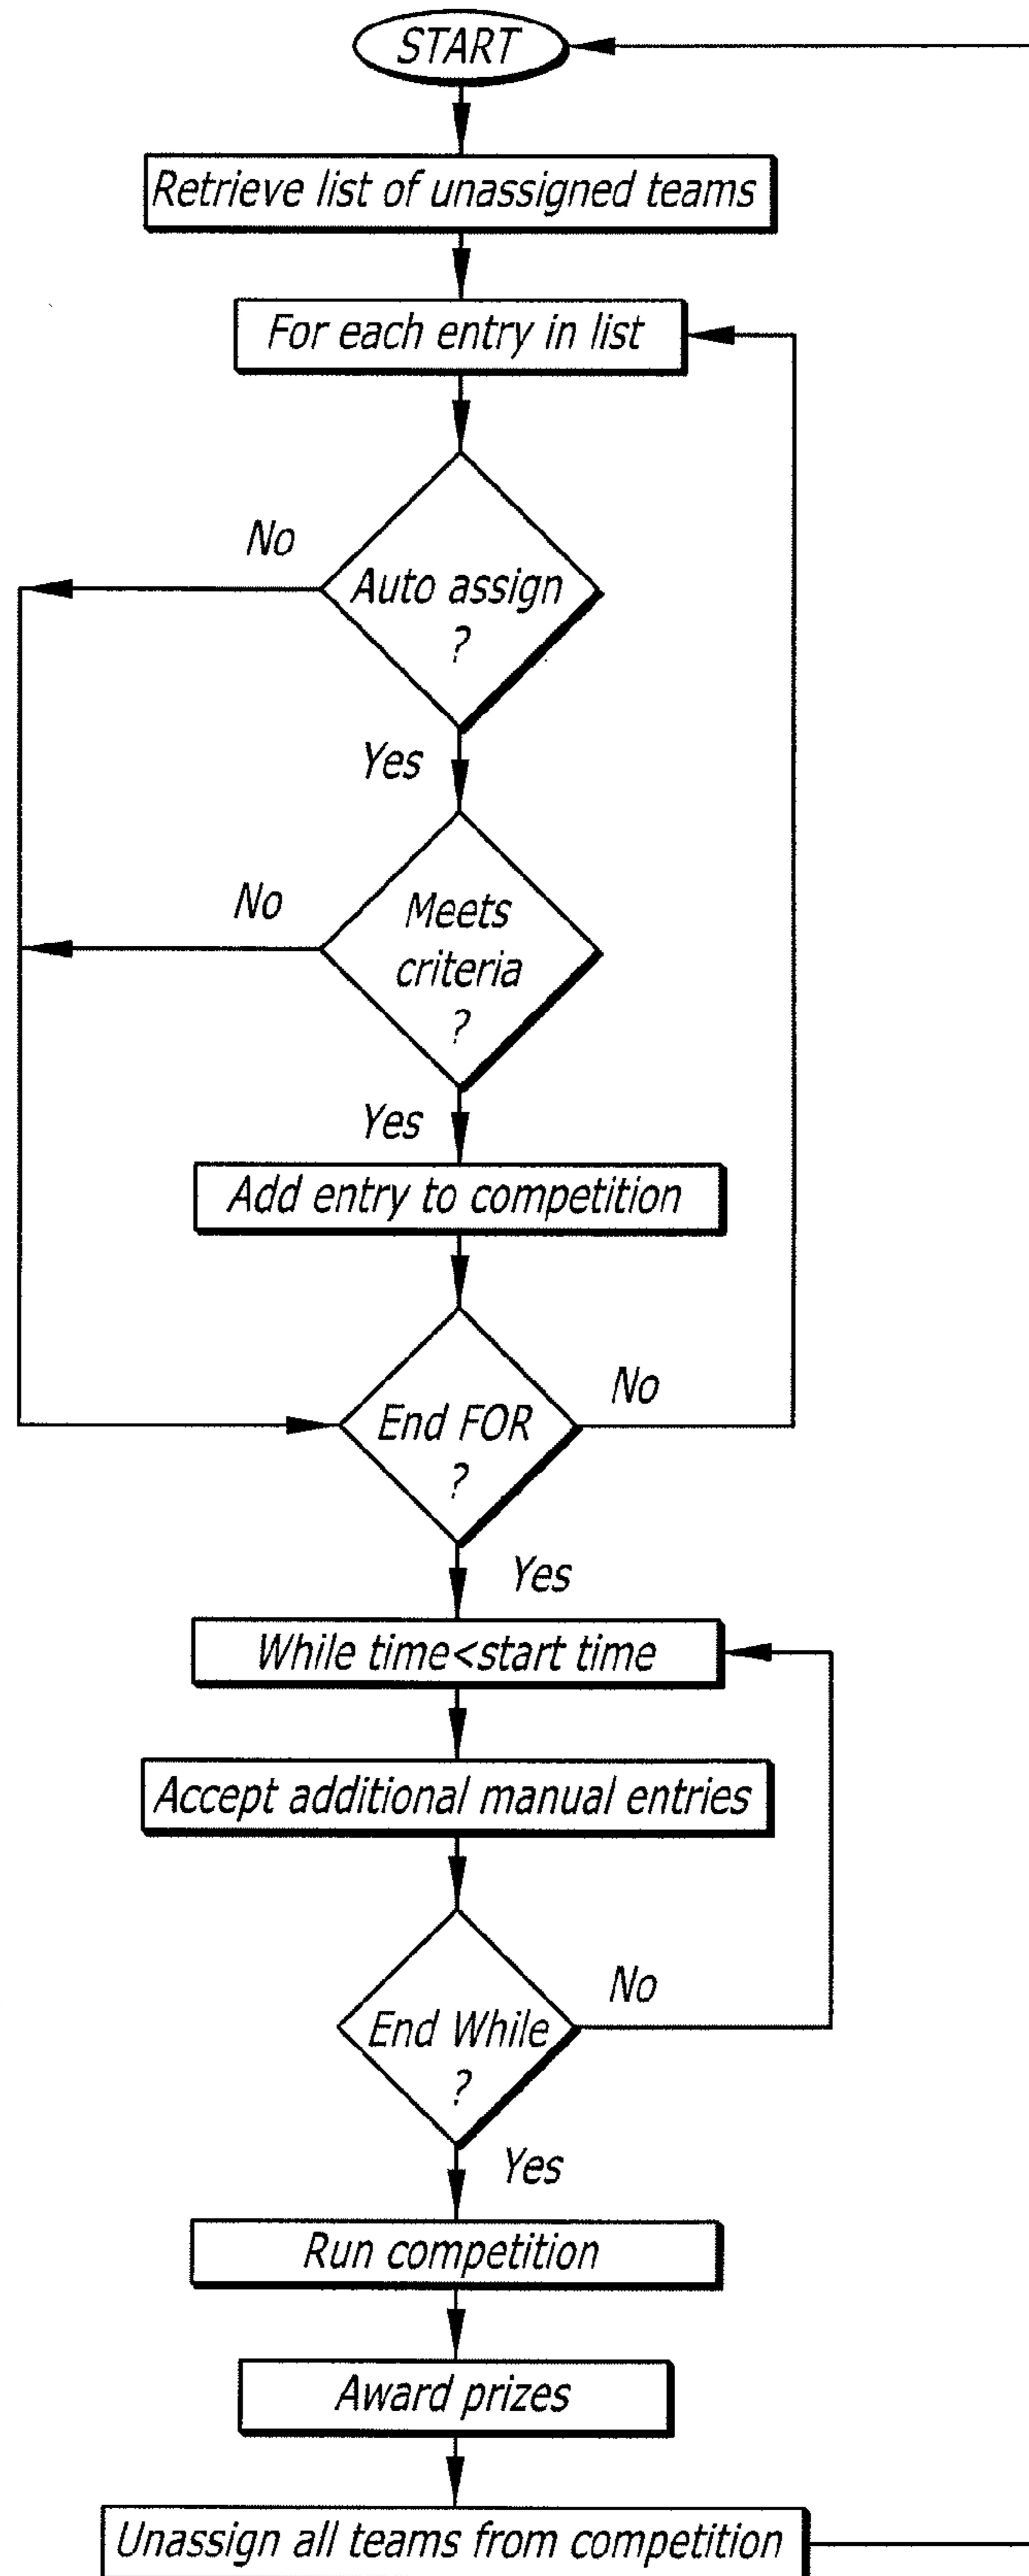 START
Retrieve list of unassigned teams
For each entry in list
No
Auto assign
?
Yes
No
Meets
criteria
?
Yes
Add entry to competition
End FOR
?
No
Yes
While time<start time
Accept additional manual entries
No
End While
?
Yes
Run competition
Award prizes
Unassign all teams from competition